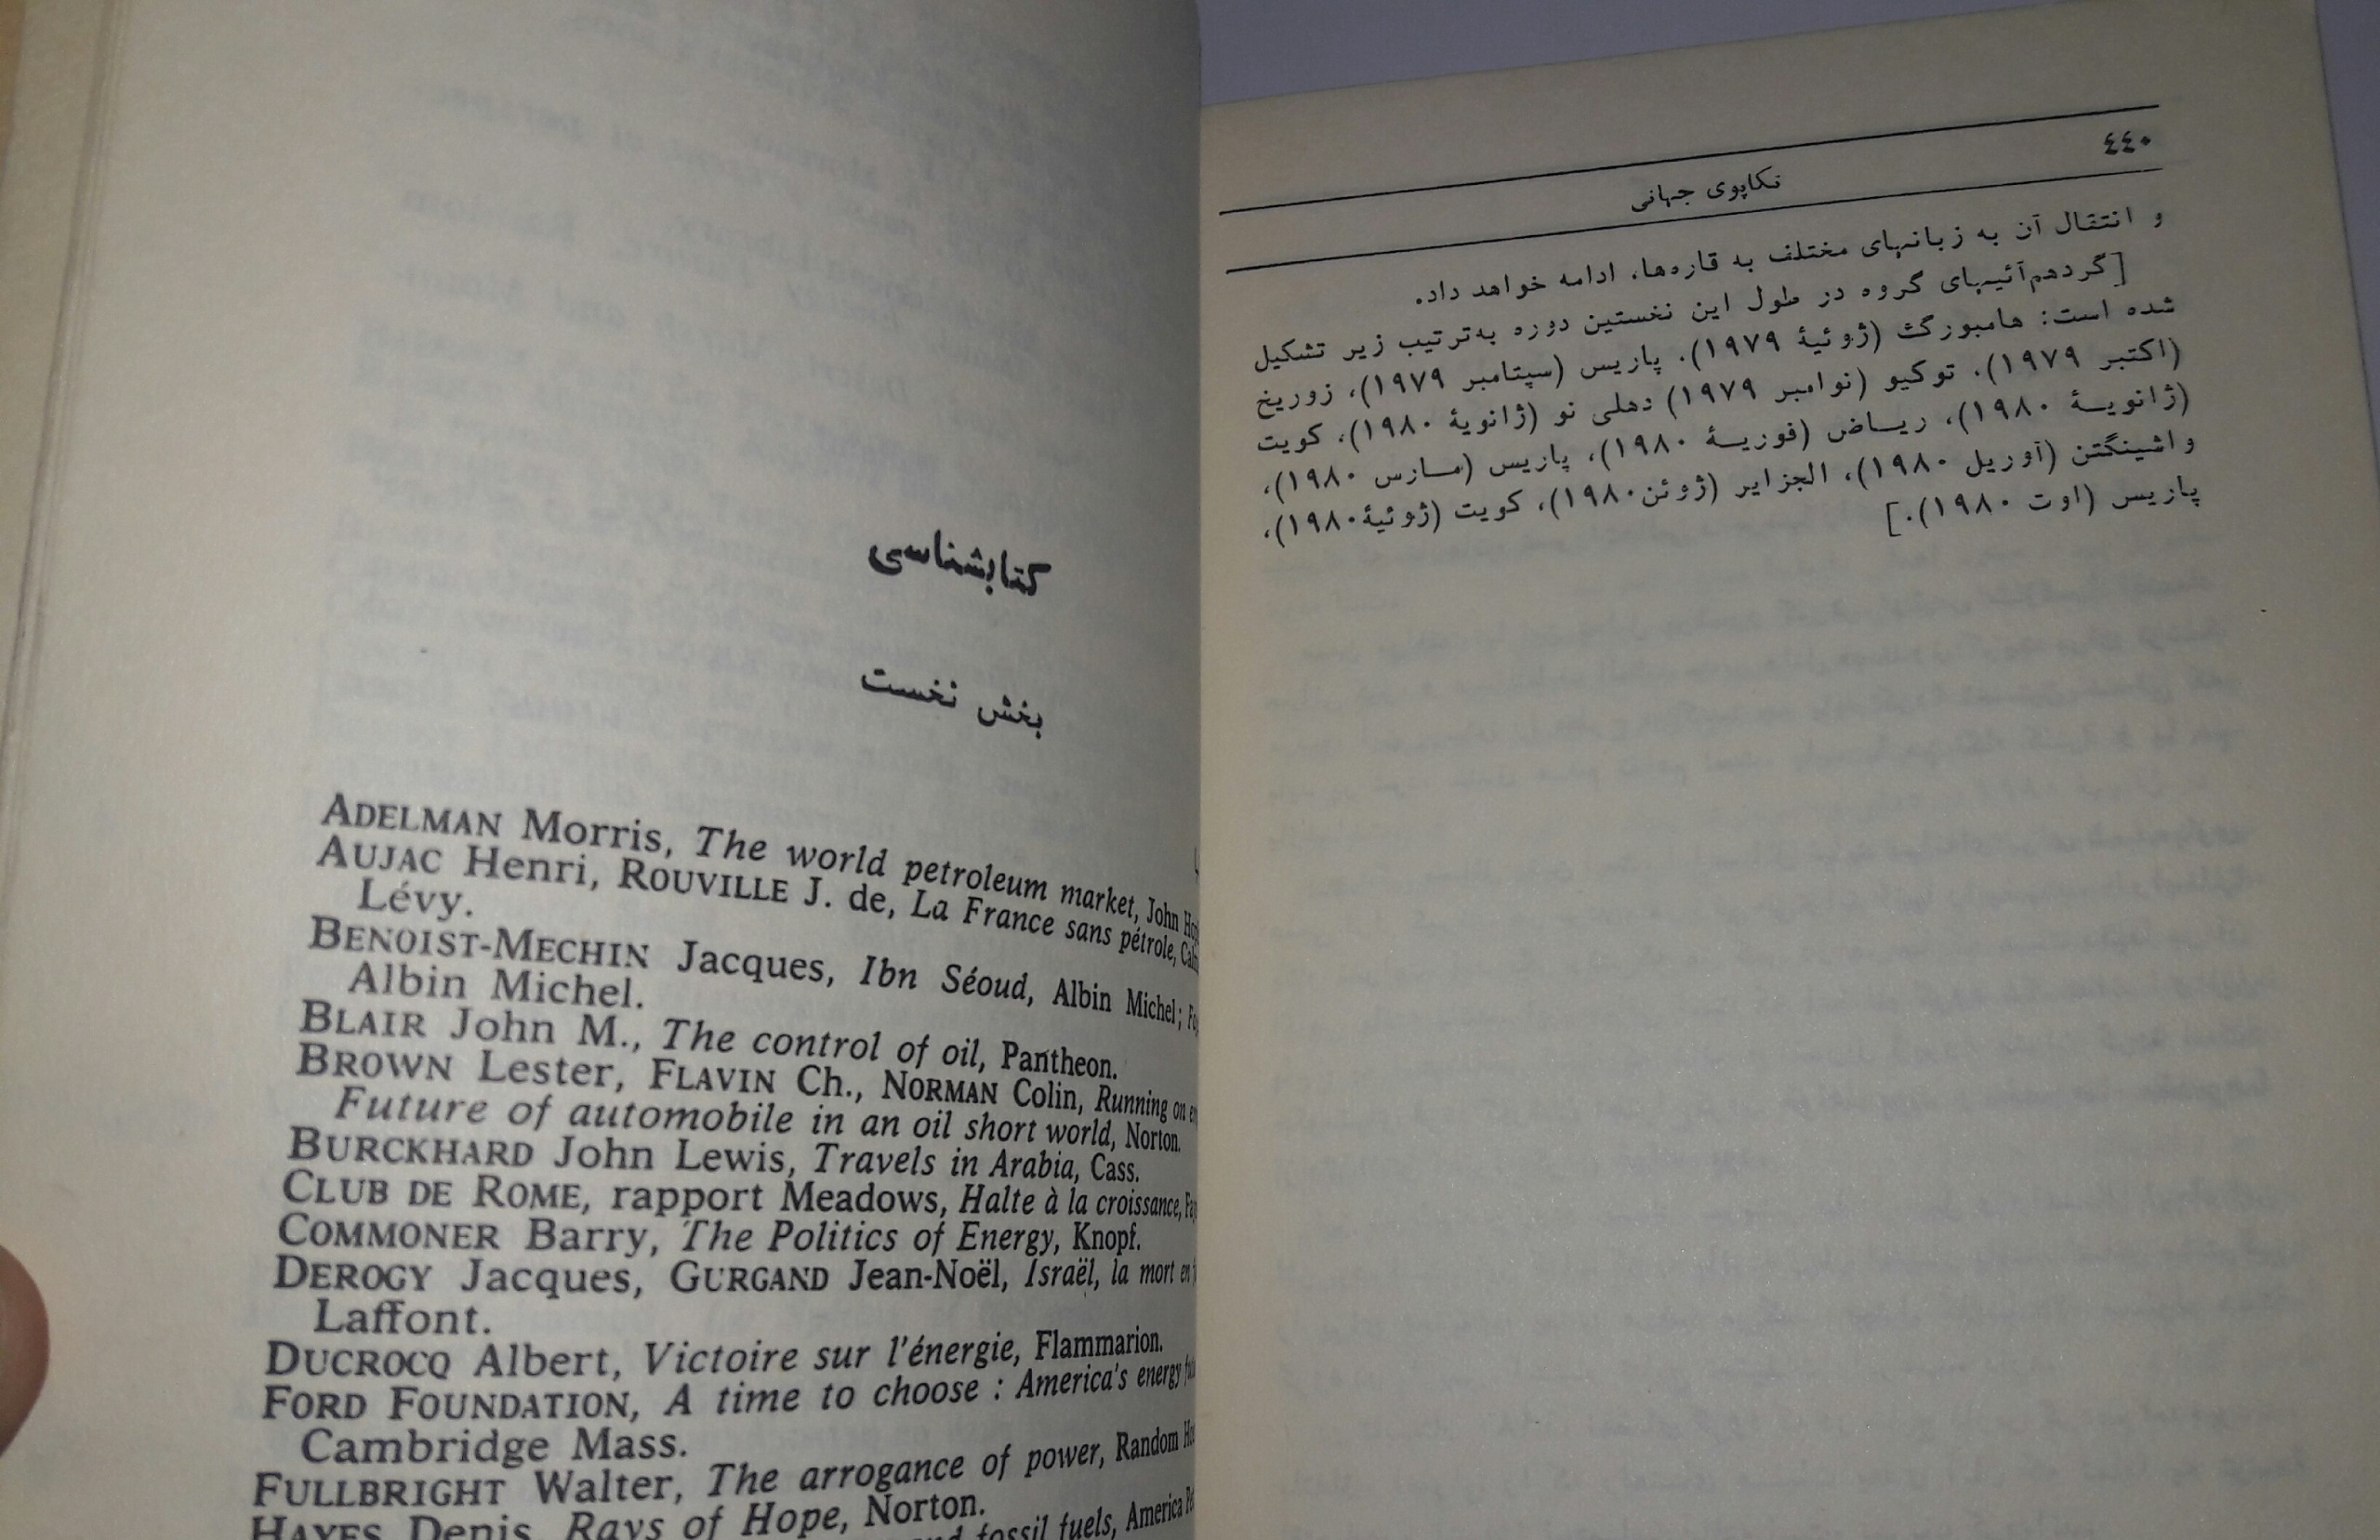 ٤٤٠
تکاپوی جهانی
و انتقال آن به زبانهای مختلف به قاره‌ها، ادامه خواهد داد.
[گردهم‌آئیهای گروه در طول این نخستین دوره به‌ترتیب زیر تشکیل
شده است: هامبورگ (ژوئیهٔ ۱۹۷۹). پاریس (سپتامبر ۱۹۷۹)، زوریخ
(اکتبر ۱۹۷۹). توکیو (نوامبر ۱۹۷۹) دهلی نو (ژانویهٔ ۱۹۸۰)، کویت
(ژانویهٔ ۱۹۸۰)، ریاض (فوریهٔ ۱۹۸۰)، پاریس (مارس ۱۹۸۰)،
واشینگتن (آوریل ۱۹۸۰)، الجزایر (ژوئن ۱۹۸۰)، کویت (ژوئیهٔ ۱۹۸۰)،
پاریس (اوت ۱۹۸۰).]
کتابشناسی
بخش نخست
ADELMAN Morris, The world petroleum market, John
AUJAC Henri, ROUVILLE J. de, La France sans pétrole,
Lévy.
BENOIST-MECHIN Jacques, Ibn Séoud, Albin Michel;
Albin Michel.
BLAIR John M., The control of oil, Pantheon.
BROWN Lester, FLAVIN Ch., NORMAN Colin, Running on
Future of automobile in an oil short world, Norton.
BURCKHARD John Lewis, Travels in Arabia, Cass.
CLUB DE ROME, rapport Meadows, Halte à la croissance,
COMMONER Barry, The Politics of Energy, Knopf.
DEROGY Jacques, GURGAND Jean-Noël, Israël, la mort en
Laffont.
DUCROCQ Albert, Victoire sur l'énergie, Flammarion.
FORD FOUNDATION, A time to choose : America's energy
Cambridge Mass.
FULLBRIGHT Walter, The arrogance of power, Random
HAYES Denis, Rays of Hope, Norton.
fossil fuels, America